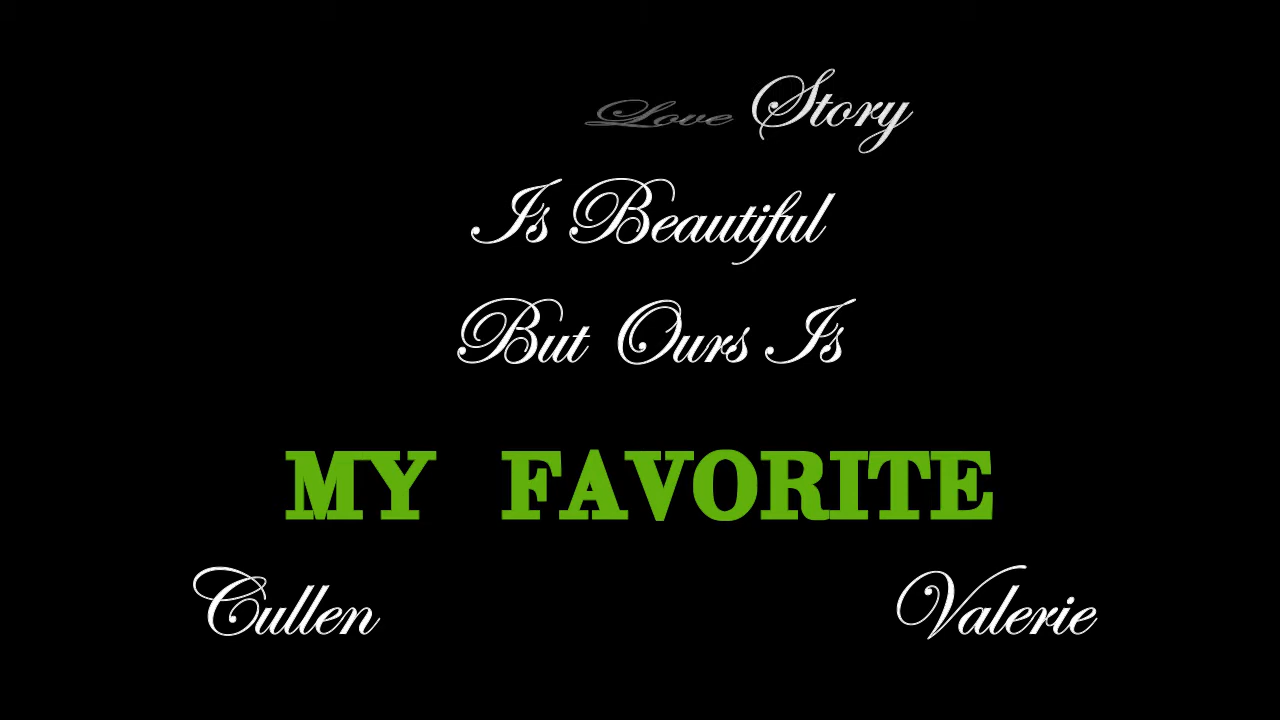 Love Story
Is Beautiful
But Ours Is
MY FAVORITE
Cullen Valerie